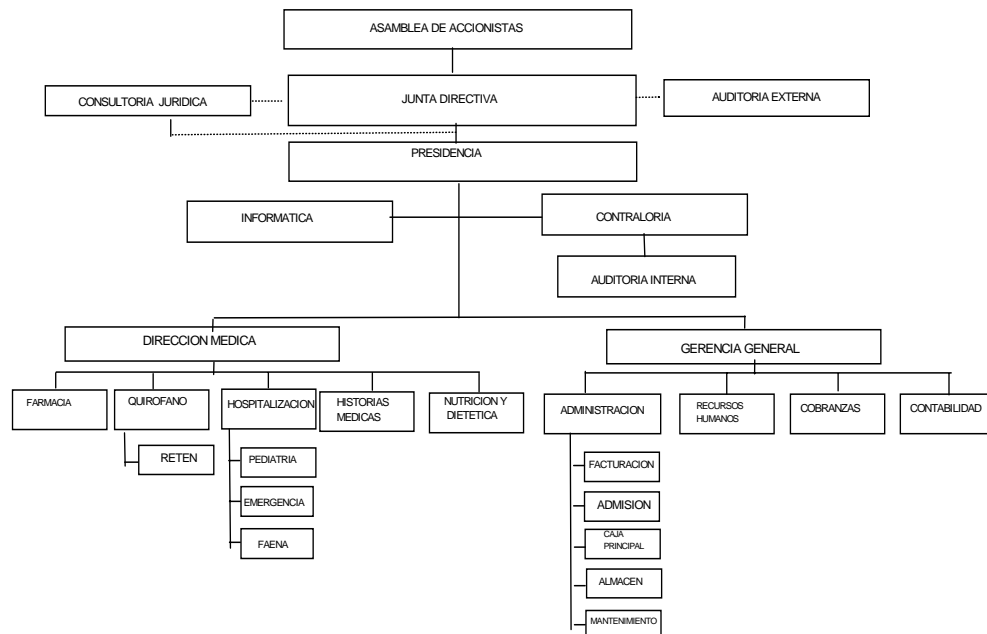 ASAMBLEA DE ACCIONISTAS
CONSULTORIA JURIDICA
JUNTA DIRECTIVA
AUDITORIA EXTERNA
PRESIDENCIA
INFORMATICA
CONTRALORIA
AUDITORIA INTERNA
DIRECCION MEDICA
GERENCIA GENERAL
FARMACIA
QUIROFANO
HOSPITALIZACION
HISTORIAS
MEDICAS
NUTRICION Y
DIETETICA
ADMINISTRACION
RECURSOS
HUMANOS
COBRANZAS
CONTABILIDAD
RETEN
PEDIATRIA
EMERGENCIA
FAENA
FACTURACION
ADMISION
CAJA
PRINCIPAL
ALMACEN
MANTENIMIENTO